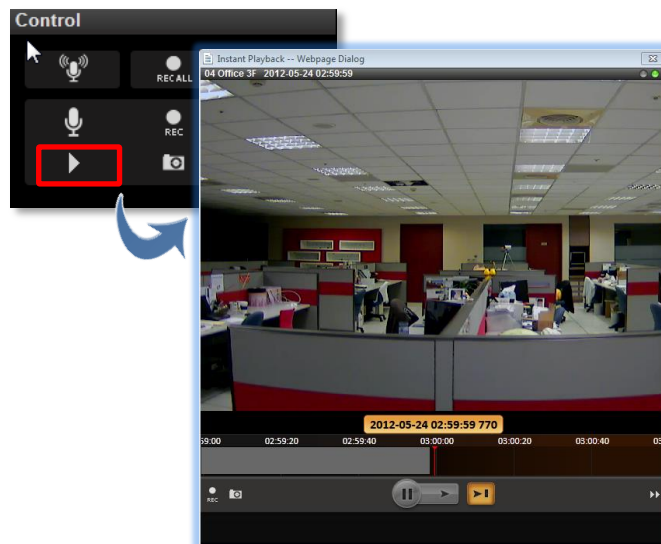 Control
REC ALL
REC
Instant Playback -- Webpage Dialog
04 Office 3F 2012-05-24 02:59:59
2012-05-24 02:59:59 770
59:00 02:59:20 02:59:40 03:00:00 03:00:20 03:00:40 03
REC